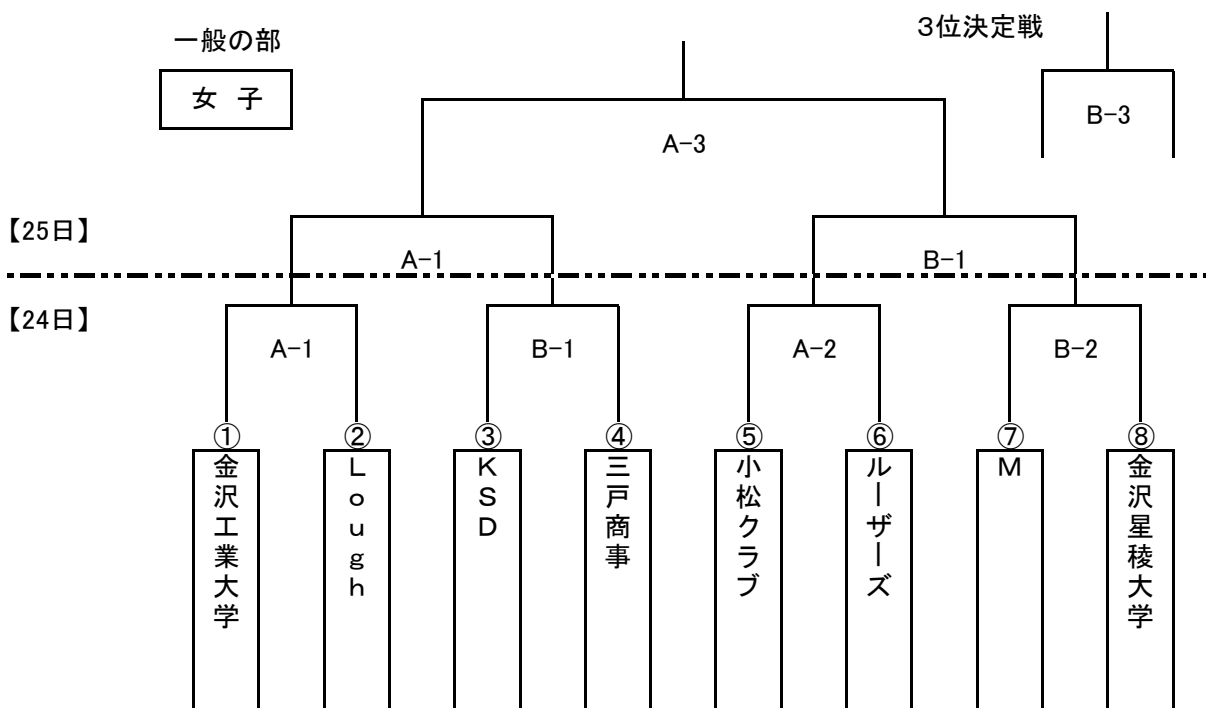 一般の部
3位決定戦
女 子
B-3
A-3
【25日】
A-1
B-1
【24日】
A-1
B-1
A-2
B-2
①
②
③
④
⑤
⑥
⑦
⑧
金沢工業大学
Lough
KSD
三戸商事
小松クラブ
ルーザーズ
M
金沢星稜大学